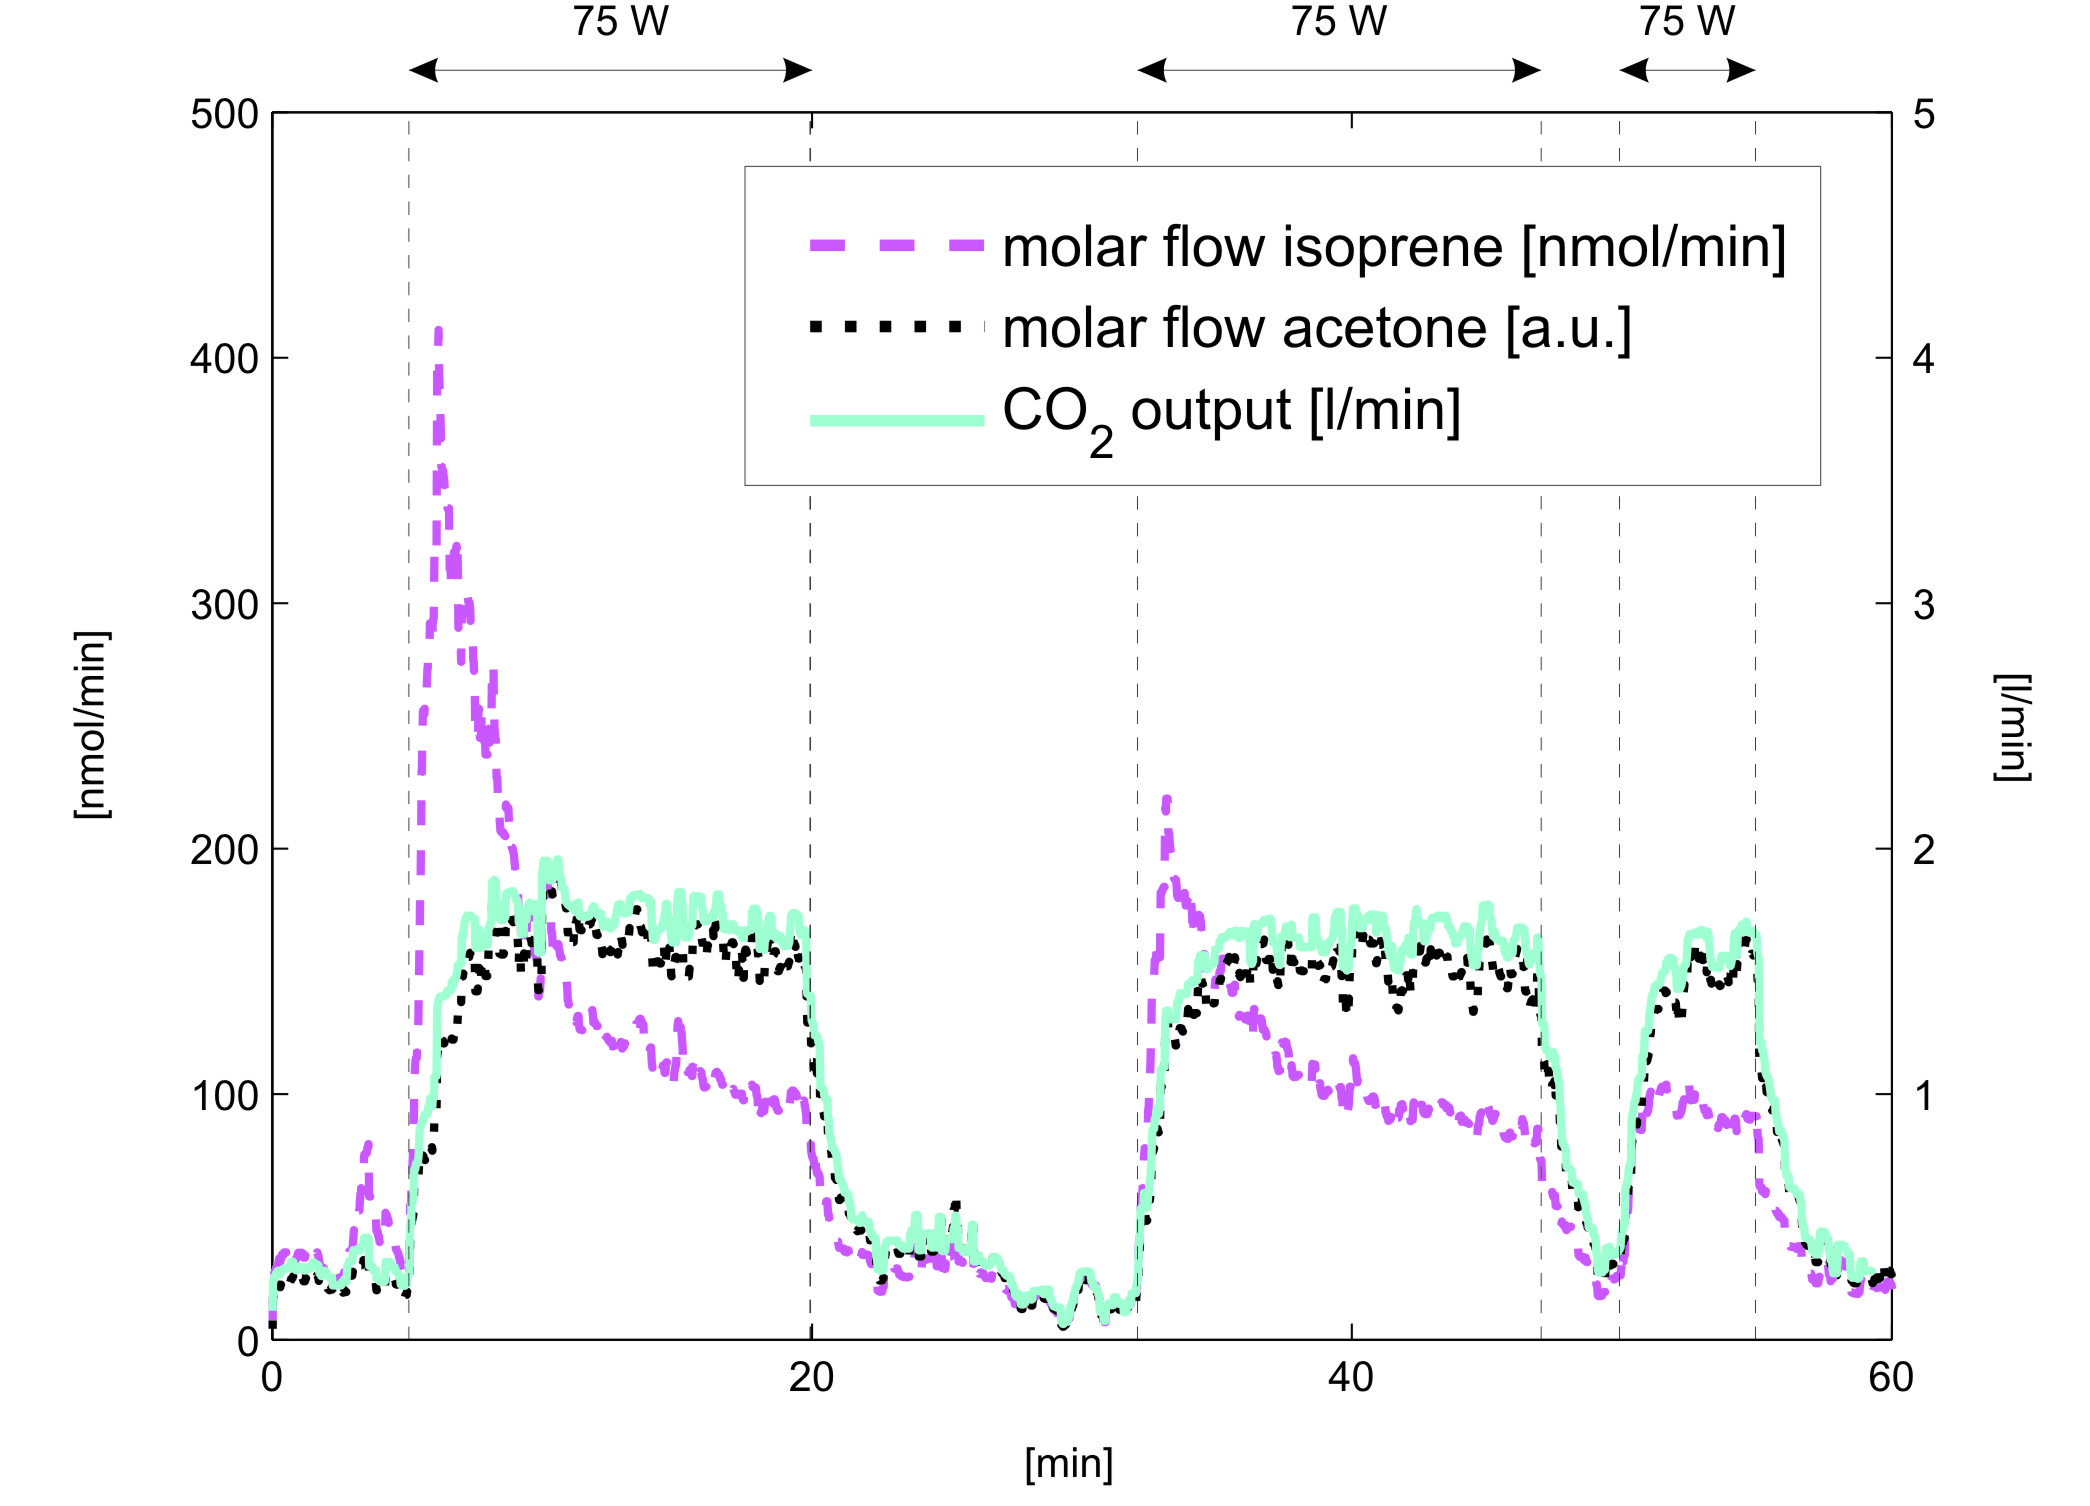 75 W 75 W 75 W
500 5
molar flow isoprene [nmol/min]
molar flow acetone [a.u.]
CO2 output [l/min]
400 4
300 3
[nmol/min]
[l/min]
200 2
100 1
0
0 20 40 60
[min]